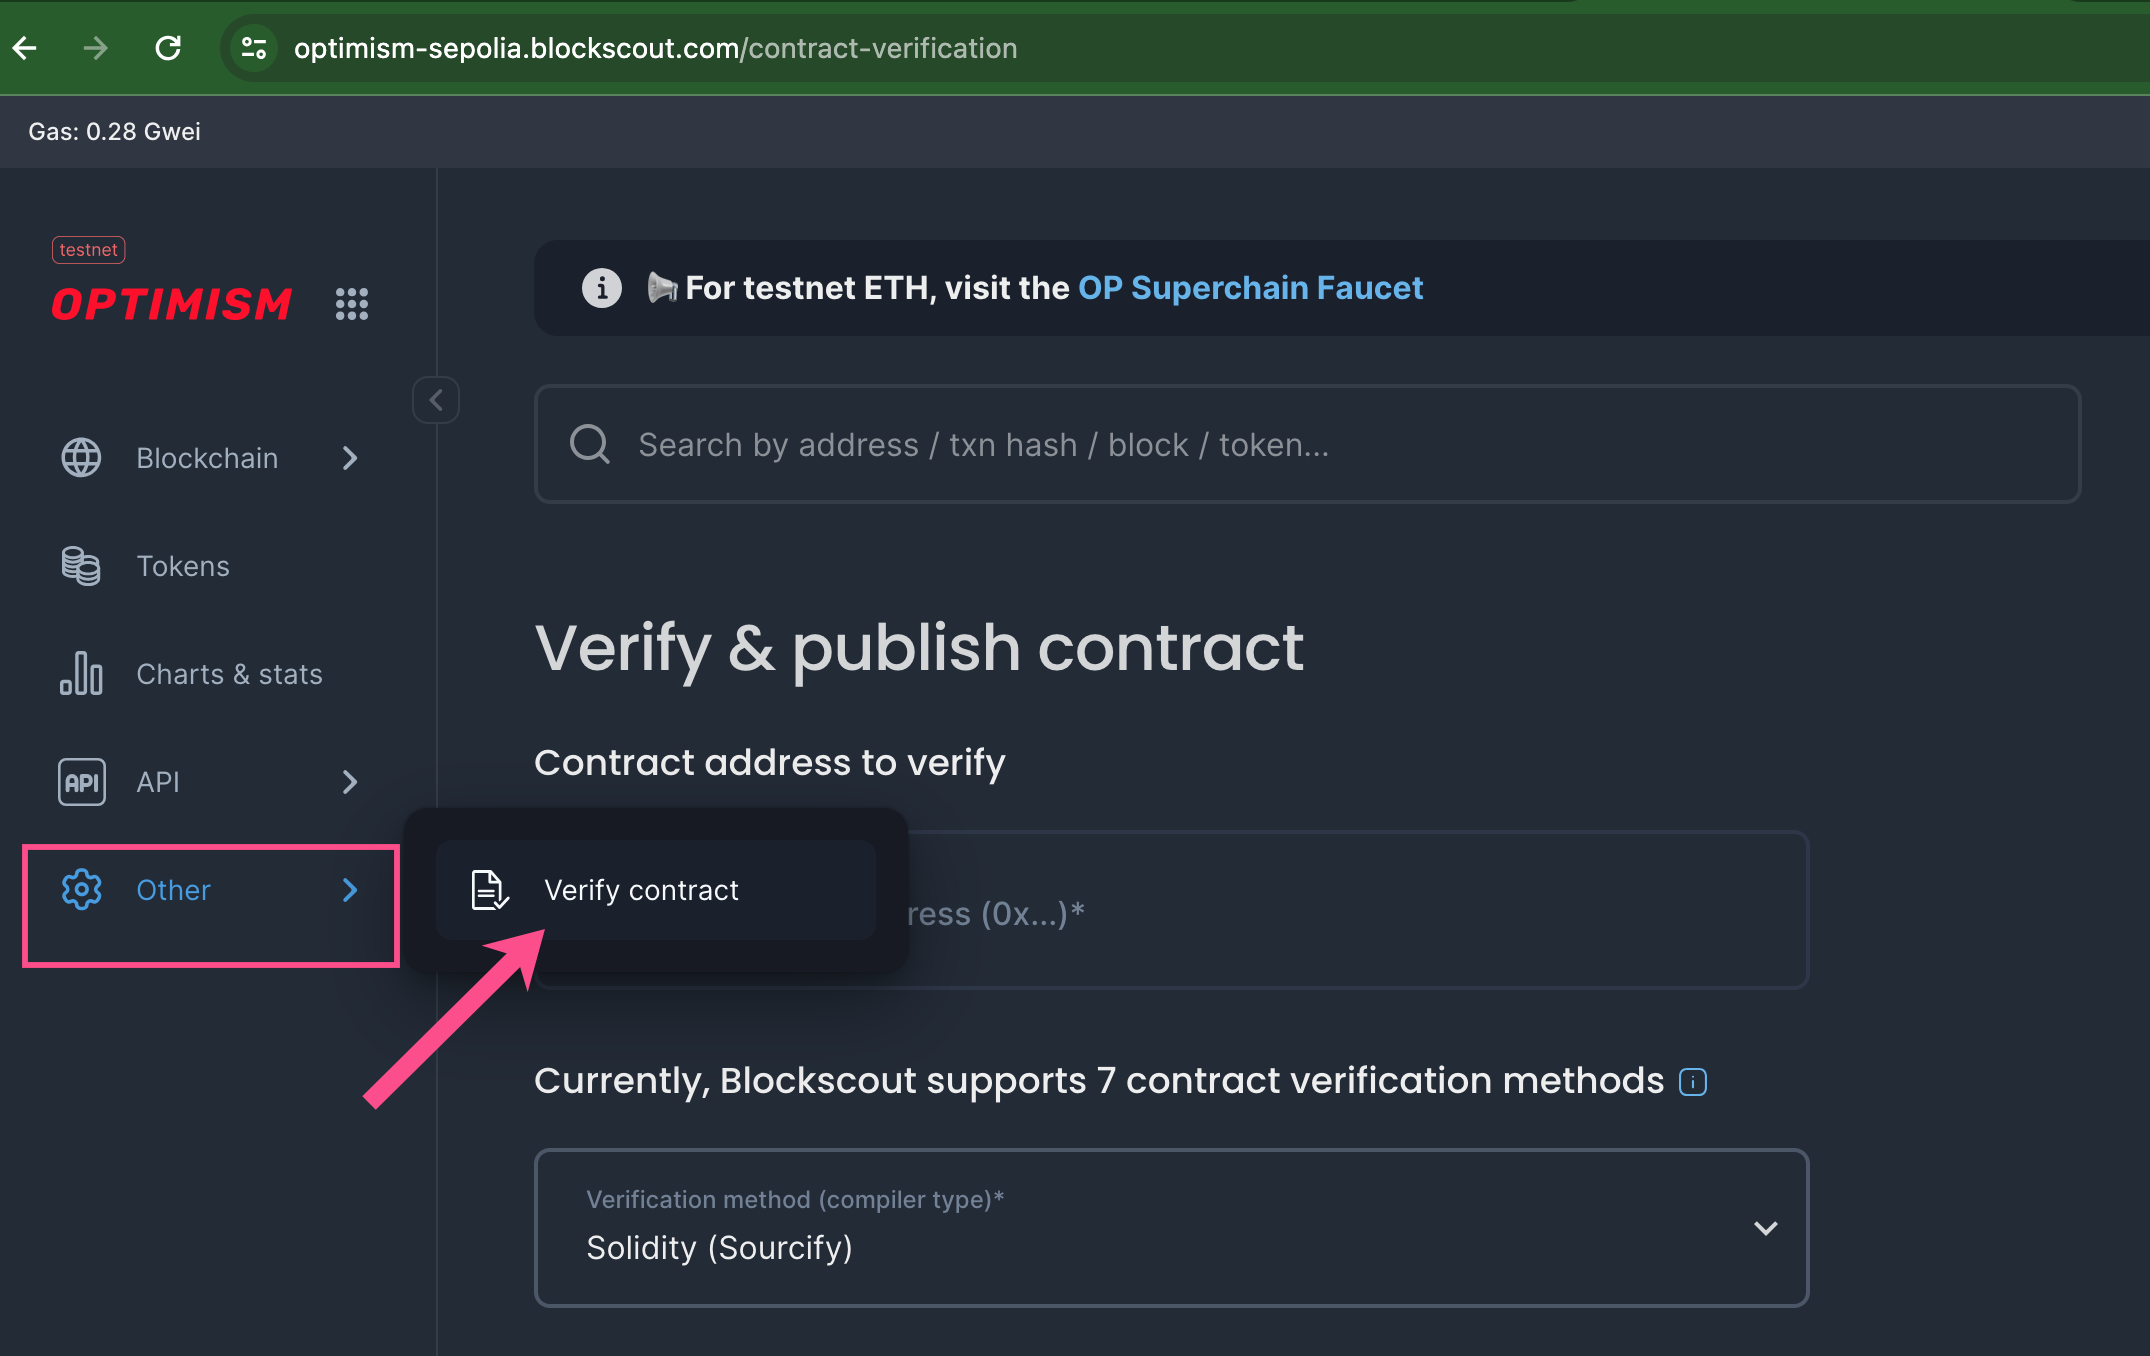 optimism-sepolia.blockscout.com/contract-verification
Gas: 0.28 Gwei
testnet
OPTIMISM
For testnet ETH, visit the OP Superchain Faucet
Search by address / txn hash / block / token...
Blockchain
Tokens
Charts & stats
API API
Other
Verify contract
Verify & publish contract
Contract address to verify
ress (0x...)*
Currently, Blockscout supports 7 contract verification methods
Verification method (compiler type)*
Solidity (Sourcify)